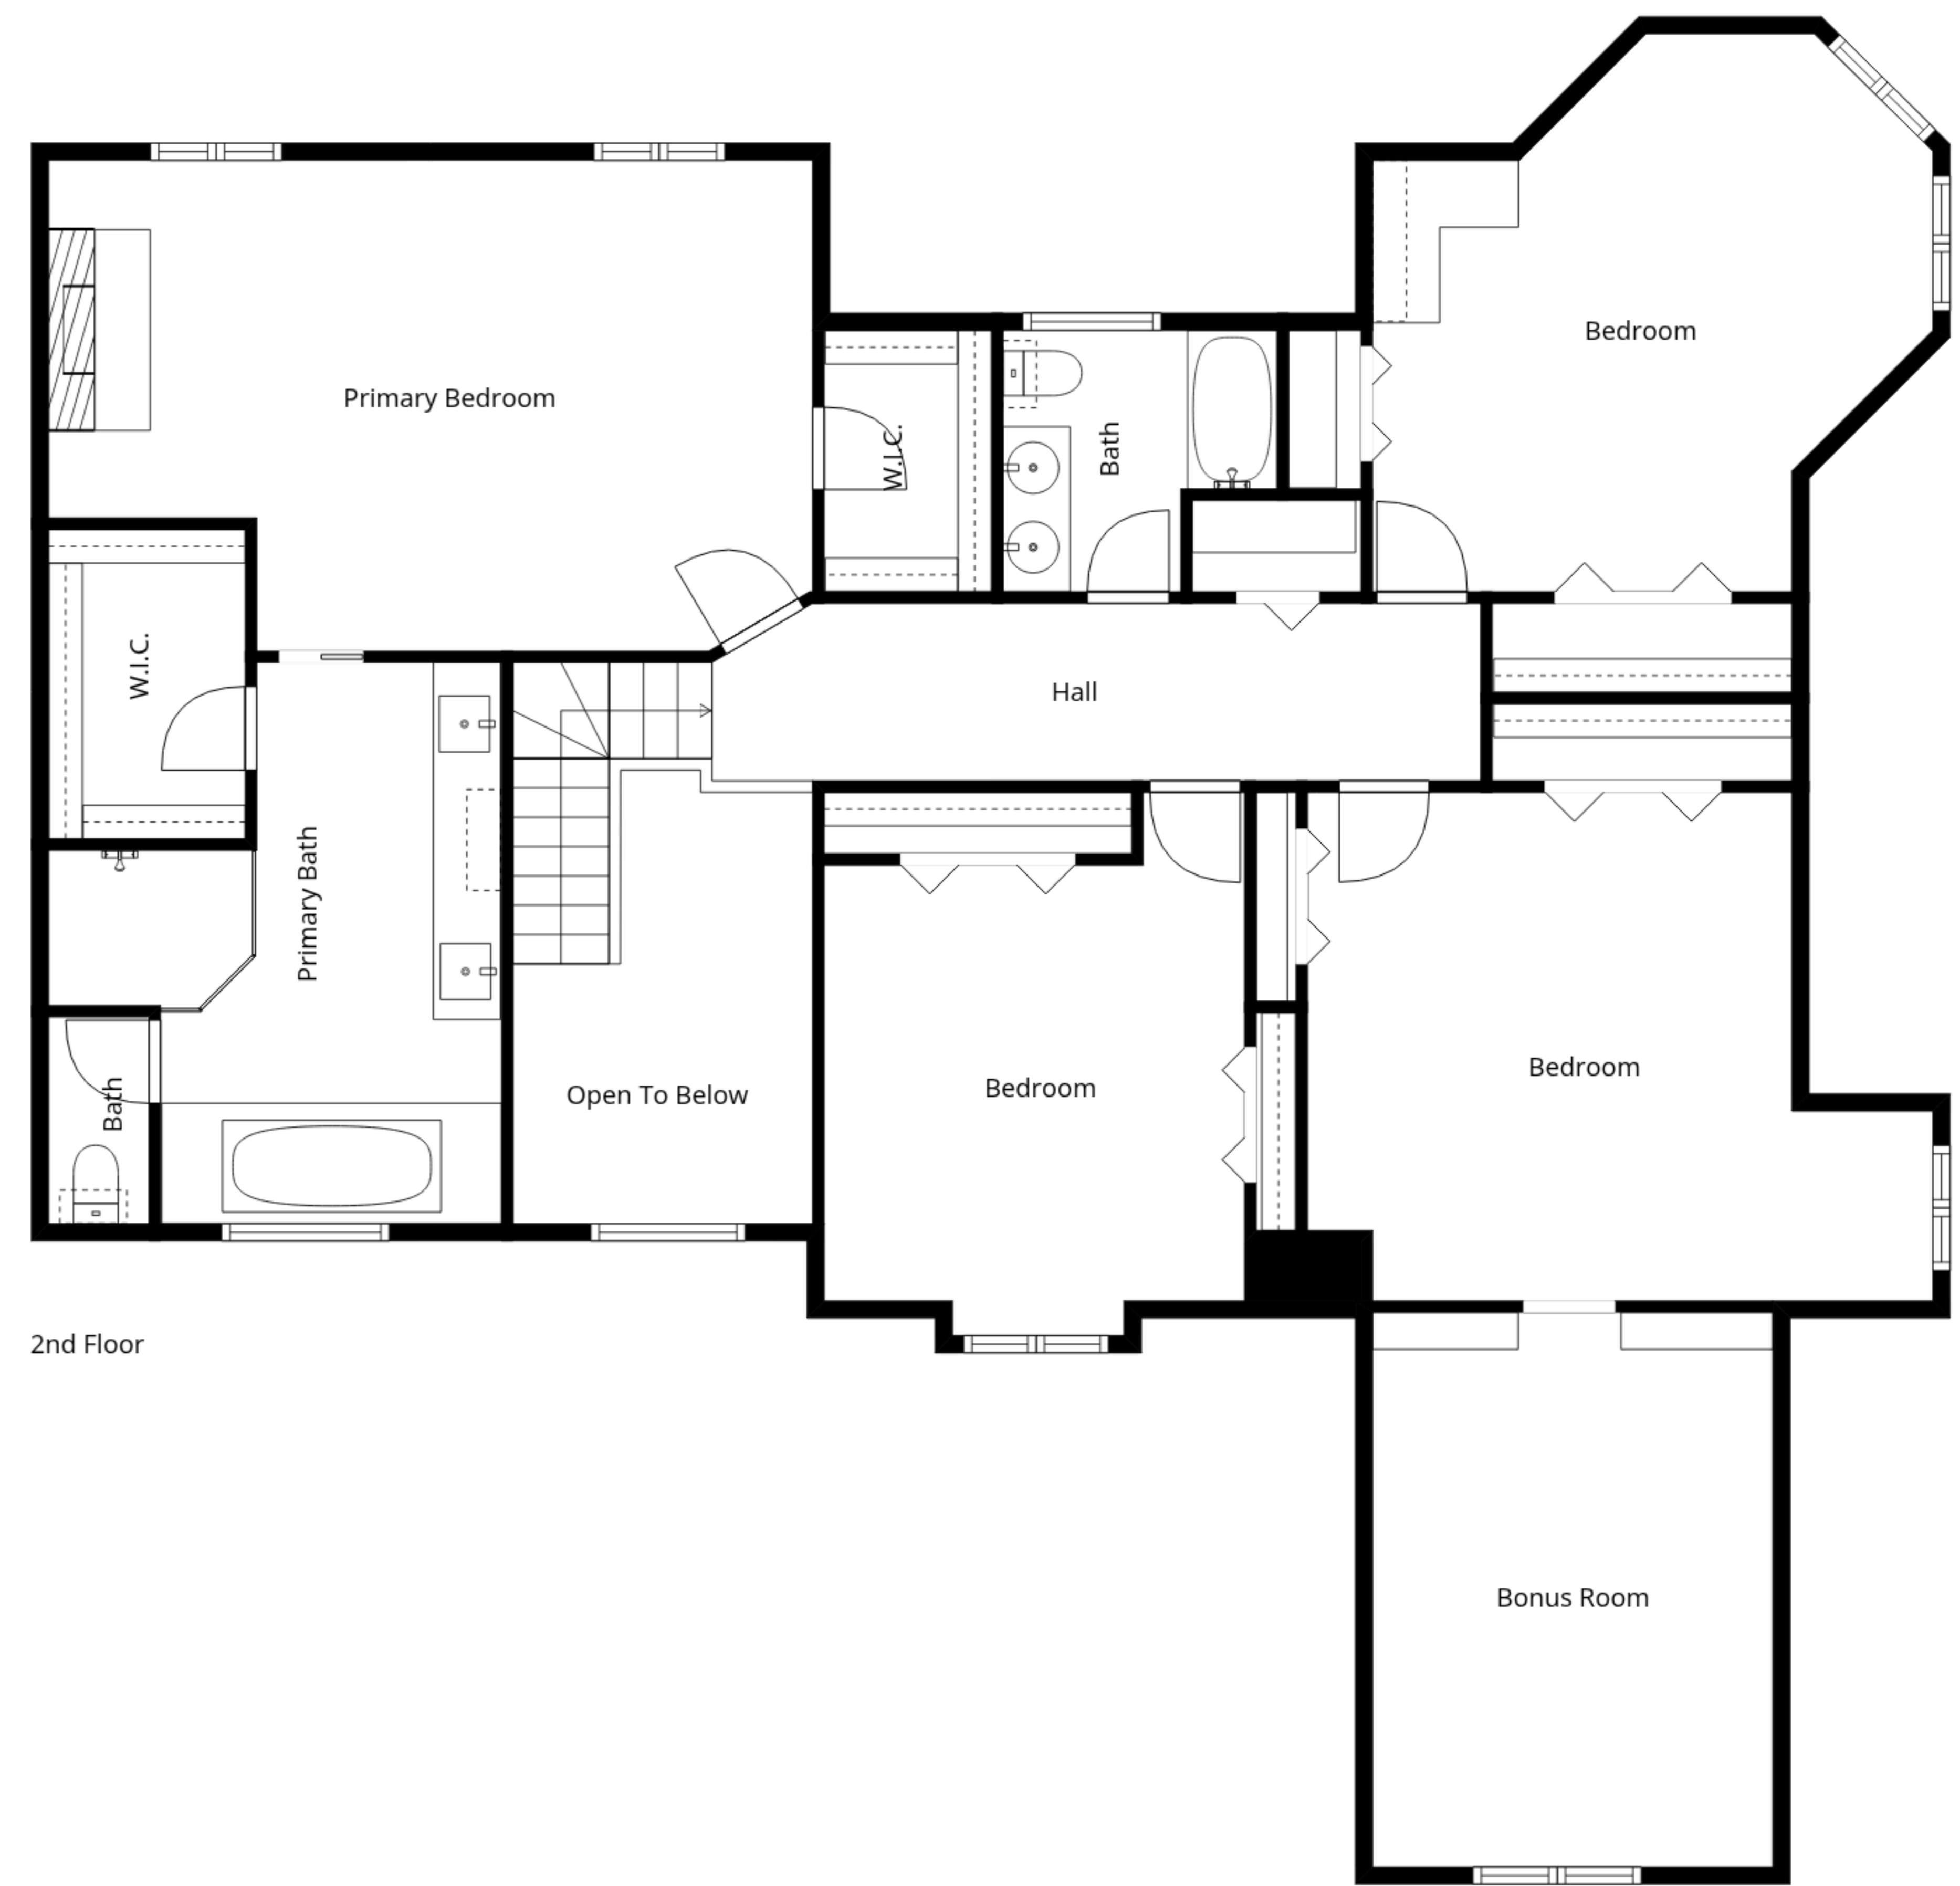 Bedroom
Primary Bedroom
W.I.C.
Bath
W.I.C.
Hall
Primary Bath
Bedroom
Bedroom
Open To Below
Bath
2nd Floor
Bonus Room